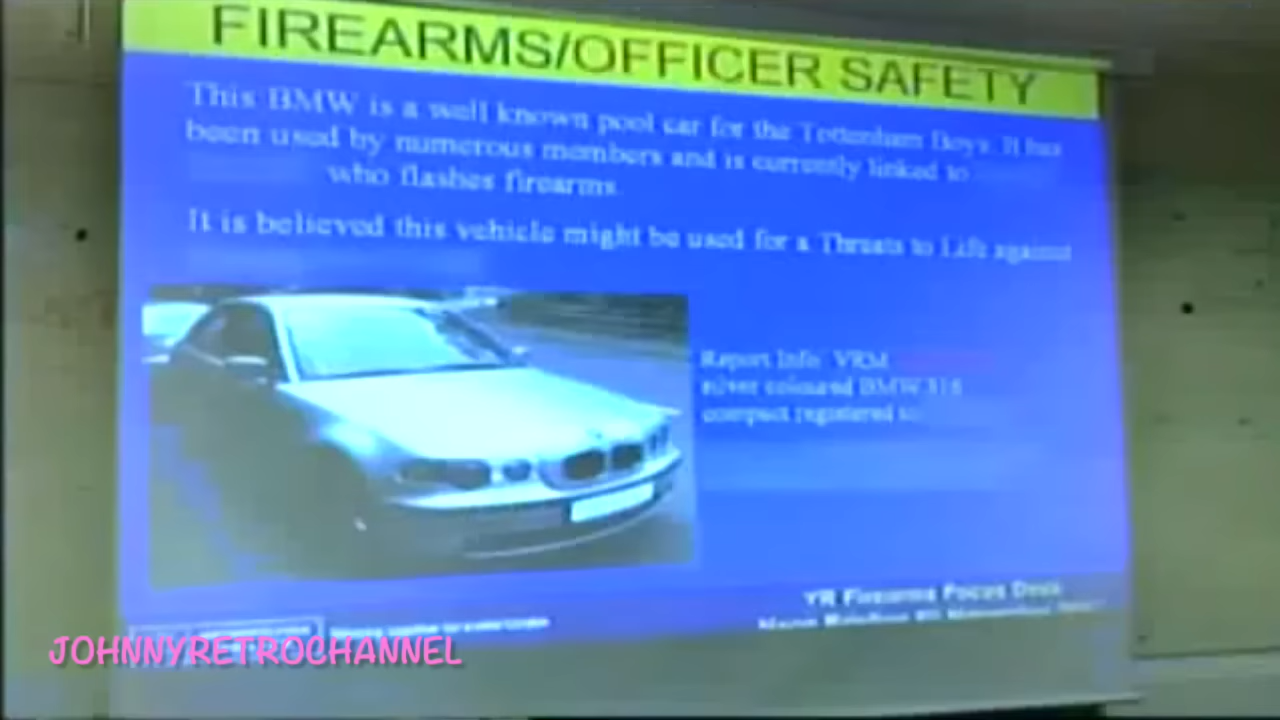 FIREARMS/OFFICER SAFETY
This BMW is a well known pool car for the Tottenham Boys. It has
been used by numerous members and is currently linked to
who flashes firearms.
It is believed this vehicle might be used for a Threats to Life against
Report Info VRM
silver coloured BMW 316
compact registered to
Firearms Focus Desk
JOHNNYRETROCHANNEL